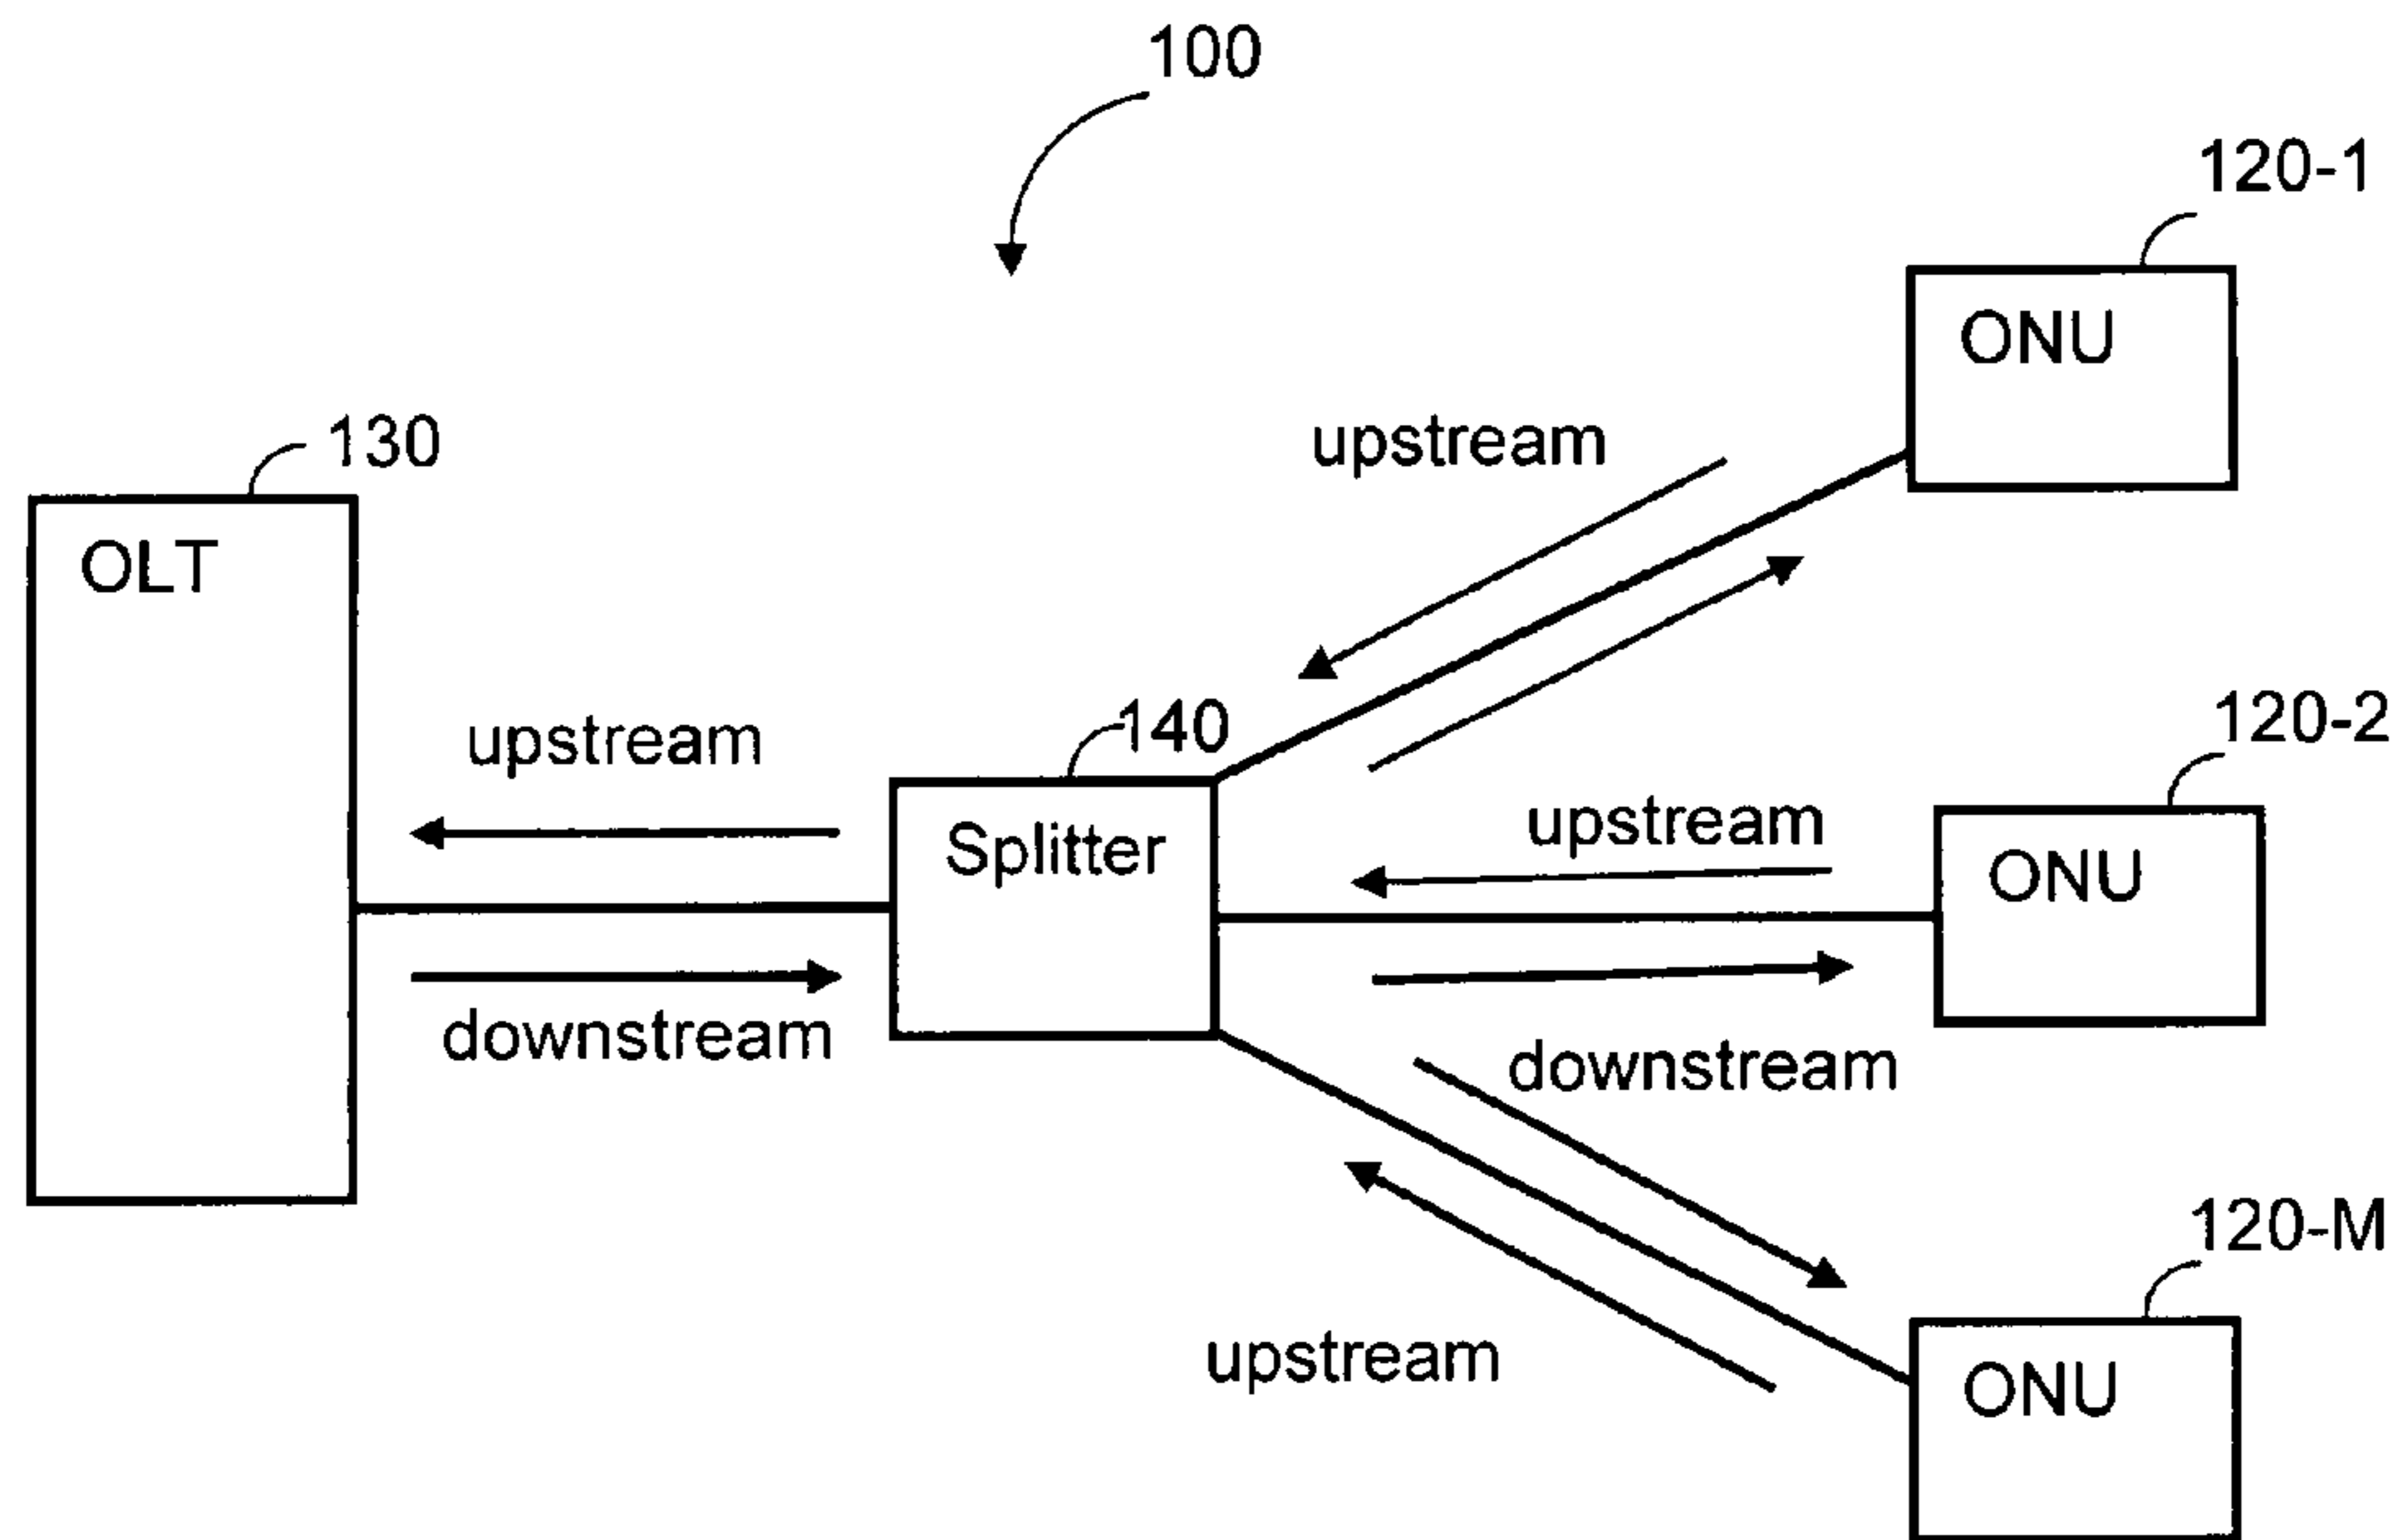 100
120-1
ONU
130
upstream
OLT
120-2
140
upstream
upstream
Splitter
ONU
downstream
downstream
120-M
upstream
ONU